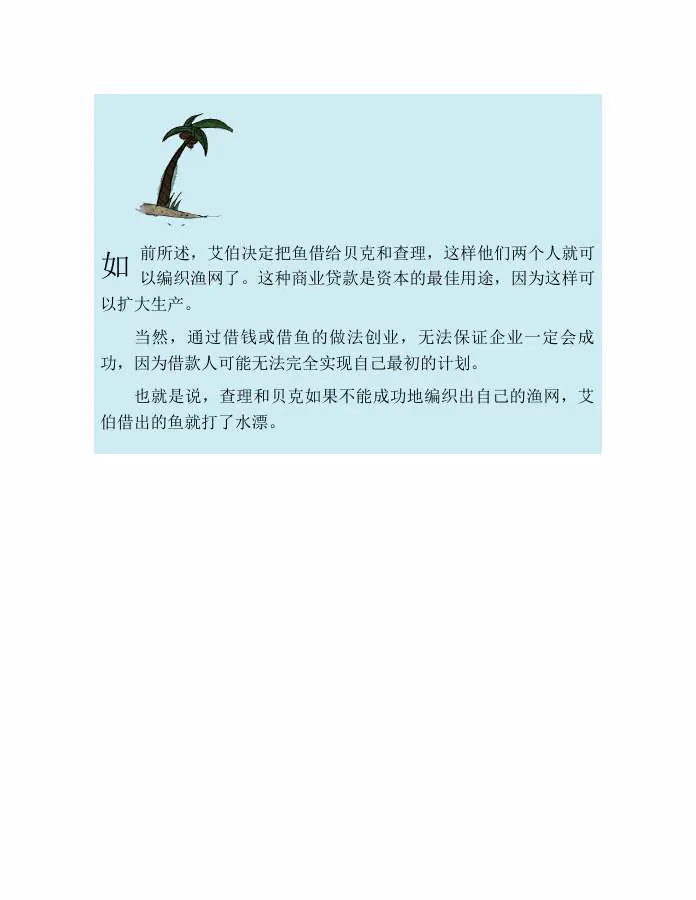 如前所述，艾伯决定把鱼借给贝克和查理，这样他们两个人就可
以编织渔网了。这种商业贷款是资本的最佳用途，因为这样可
以扩大生产。
当然，通过借钱或借鱼的做法创业，无法保证企业一定会成
功，因为借款人可能无法完全实现自己最初的计划。
也就是说，查理和贝克如果不能成功地编织出自己的渔网，艾
伯借出的鱼就打了水漂。